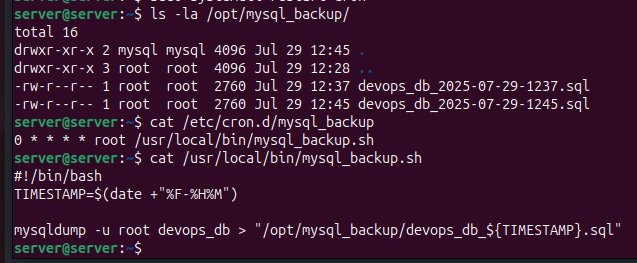 server@server:~$ ls -la /opt/mysql_backup/
total 16
drwxr-xr-x 2 mysql mysql 4096 Jul 29 12:45 .
drwxr-xr-x 3 root  root  4096 Jul 29 12:28 ..
-rw-r--r-- 1 root  root  2760 Jul 29 12:37 devops_db_2025-07-29-1237.sql
-rw-r--r-- 1 root  root  2760 Jul 29 12:45 devops_db_2025-07-29-1245.sql
server@server:~$ cat /etc/cron.d/mysql_backup
0 * * * * root /usr/local/bin/mysql_backup.sh
server@server:~$ cat /usr/local/bin/mysql_backup.sh
#!/bin/bash
TIMESTAMP=$(date +"%F-%H%M")
mysqldump -u root devops_db > "/opt/mysql_backup/devops_db_${TIMESTAMP}.sql"
server@server:~$